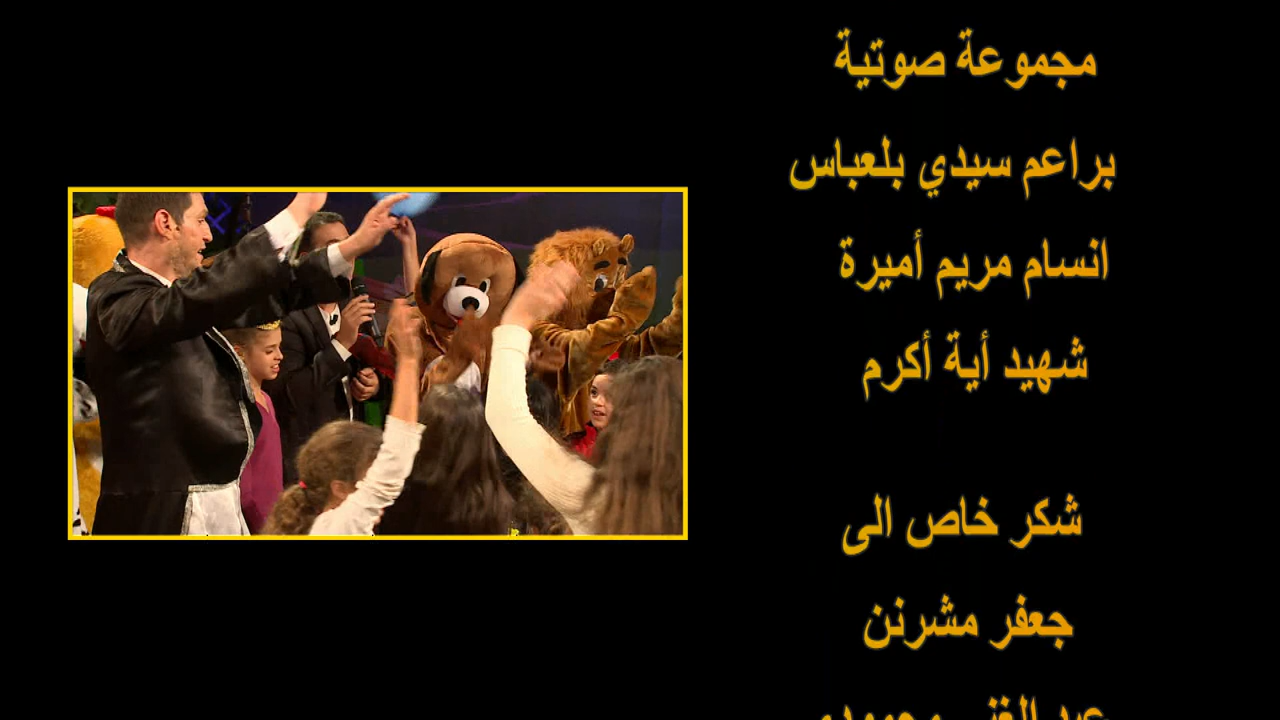 مجموعة صوتية
براعم سيدي بلعباس
انسام مريم أميرة
شهيد أية أكرم
شكر خاص الى
جعفر مشرنن